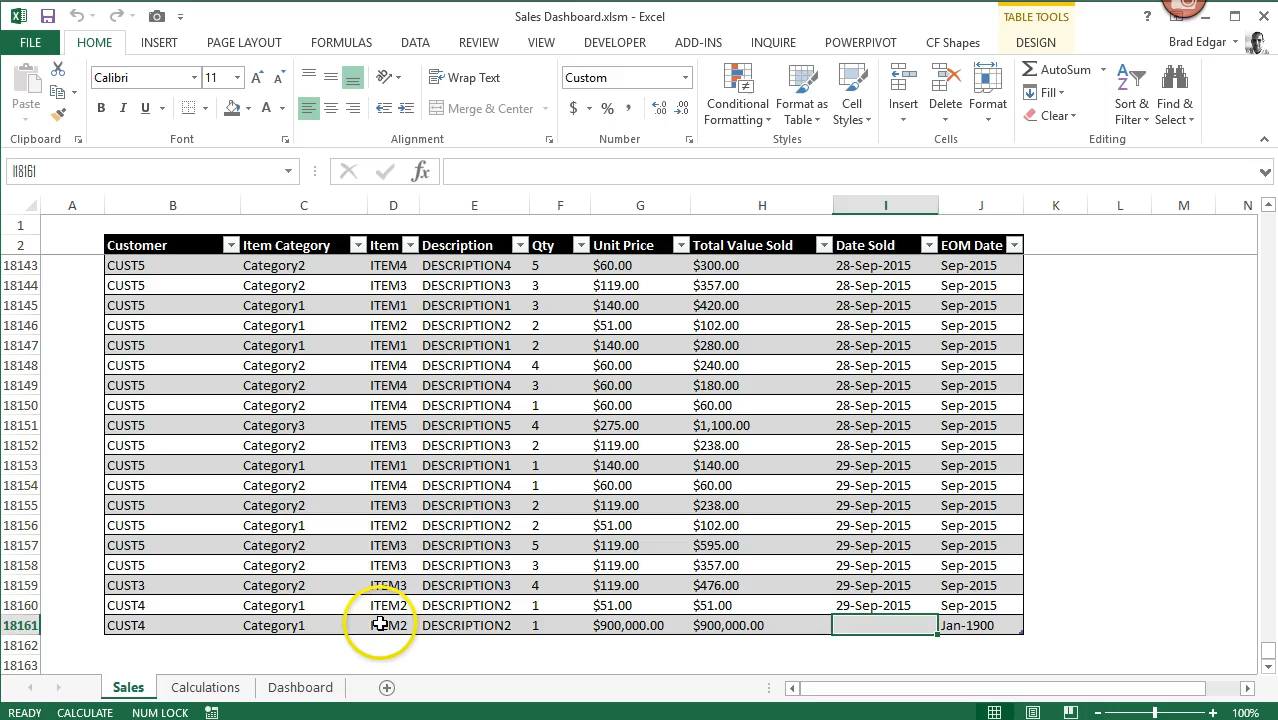 Sales Dashboard.xlsm - Excel
TABLE TOOLS
?
FILE HOME INSERT PAGE LAYOUT FORMULAS DATA REVIEW VIEW DEVELOPER ADD-INS INQUIRE POWERPIVOT CF Shapes DESIGN Brad Edgar
Paste
Calibri 11
B I U
Wrap Text
Merge & Center
Custom
$ % ,
Conditional Formatting
Format as Table
Cell Styles
Insert
Delete
Format
AutoSum
Fill
Clear
Sort & Filter
Find & Select
Clipboard Font Alignment Number Styles Cells Editing
I18161 fx
A B C D E F G H I J K L M N
1
2 Customer Item Category Item Description Qty Unit Price Total Value Sold Date Sold EOM Date
18143 CUST5 Category2 ITEM4 DESCRIPTION4 5 $60.00 $300.00 28-Sep-2015 Sep-2015
18144 CUST5 Category2 ITEM3 DESCRIPTION3 3 $119.00 $357.00 28-Sep-2015 Sep-2015
18145 CUST5 Category1 ITEM1 DESCRIPTION1 3 $140.00 $420.00 28-Sep-2015 Sep-2015
18146 CUST5 Category1 ITEM2 DESCRIPTION2 2 $51.00 $102.00 28-Sep-2015 Sep-2015
18147 CUST5 Category1 ITEM1 DESCRIPTION1 2 $140.00 $280.00 28-Sep-2015 Sep-2015
18148 CUST5 Category2 ITEM4 DESCRIPTION4 4 $60.00 $240.00 28-Sep-2015 Sep-2015
18149 CUST5 Category2 ITEM4 DESCRIPTION4 3 $60.00 $180.00 28-Sep-2015 Sep-2015
18150 CUST5 Category2 ITEM4 DESCRIPTION4 1 $60.00 $60.00 28-Sep-2015 Sep-2015
18151 CUST5 Category3 ITEM5 DESCRIPTION5 4 $275.00 $1,100.00 28-Sep-2015 Sep-2015
18152 CUST5 Category2 ITEM3 DESCRIPTION3 2 $119.00 $238.00 28-Sep-2015 Sep-2015
18153 CUST5 Category1 ITEM1 DESCRIPTION1 1 $140.00 $140.00 29-Sep-2015 Sep-2015
18154 CUST5 Category2 ITEM4 DESCRIPTION4 1 $60.00 $60.00 29-Sep-2015 Sep-2015
18155 CUST5 Category2 ITEM3 DESCRIPTION3 2 $119.00 $238.00 29-Sep-2015 Sep-2015
18156 CUST5 Category1 ITEM2 DESCRIPTION2 2 $51.00 $102.00 29-Sep-2015 Sep-2015
18157 CUST5 Category2 ITEM3 DESCRIPTION3 5 $119.00 $595.00 29-Sep-2015 Sep-2015
18158 CUST5 Category2 ITEM3 DESCRIPTION3 3 $119.00 $357.00 29-Sep-2015 Sep-2015
18159 CUST3 Category2 ITEM3 DESCRIPTION3 4 $119.00 $476.00 29-Sep-2015 Sep-2015
18160 CUST4 Category1 ITEM2 DESCRIPTION2 1 $51.00 $51.00 29-Sep-2015 Sep-2015
18161 CUST4 Category1 ITEM2 DESCRIPTION2 1 $900,000.00 $900,000.00 Jan-1900
18162
18163
Sales Calculations Dashboard
READY CALCULATE NUM LOCK 100%